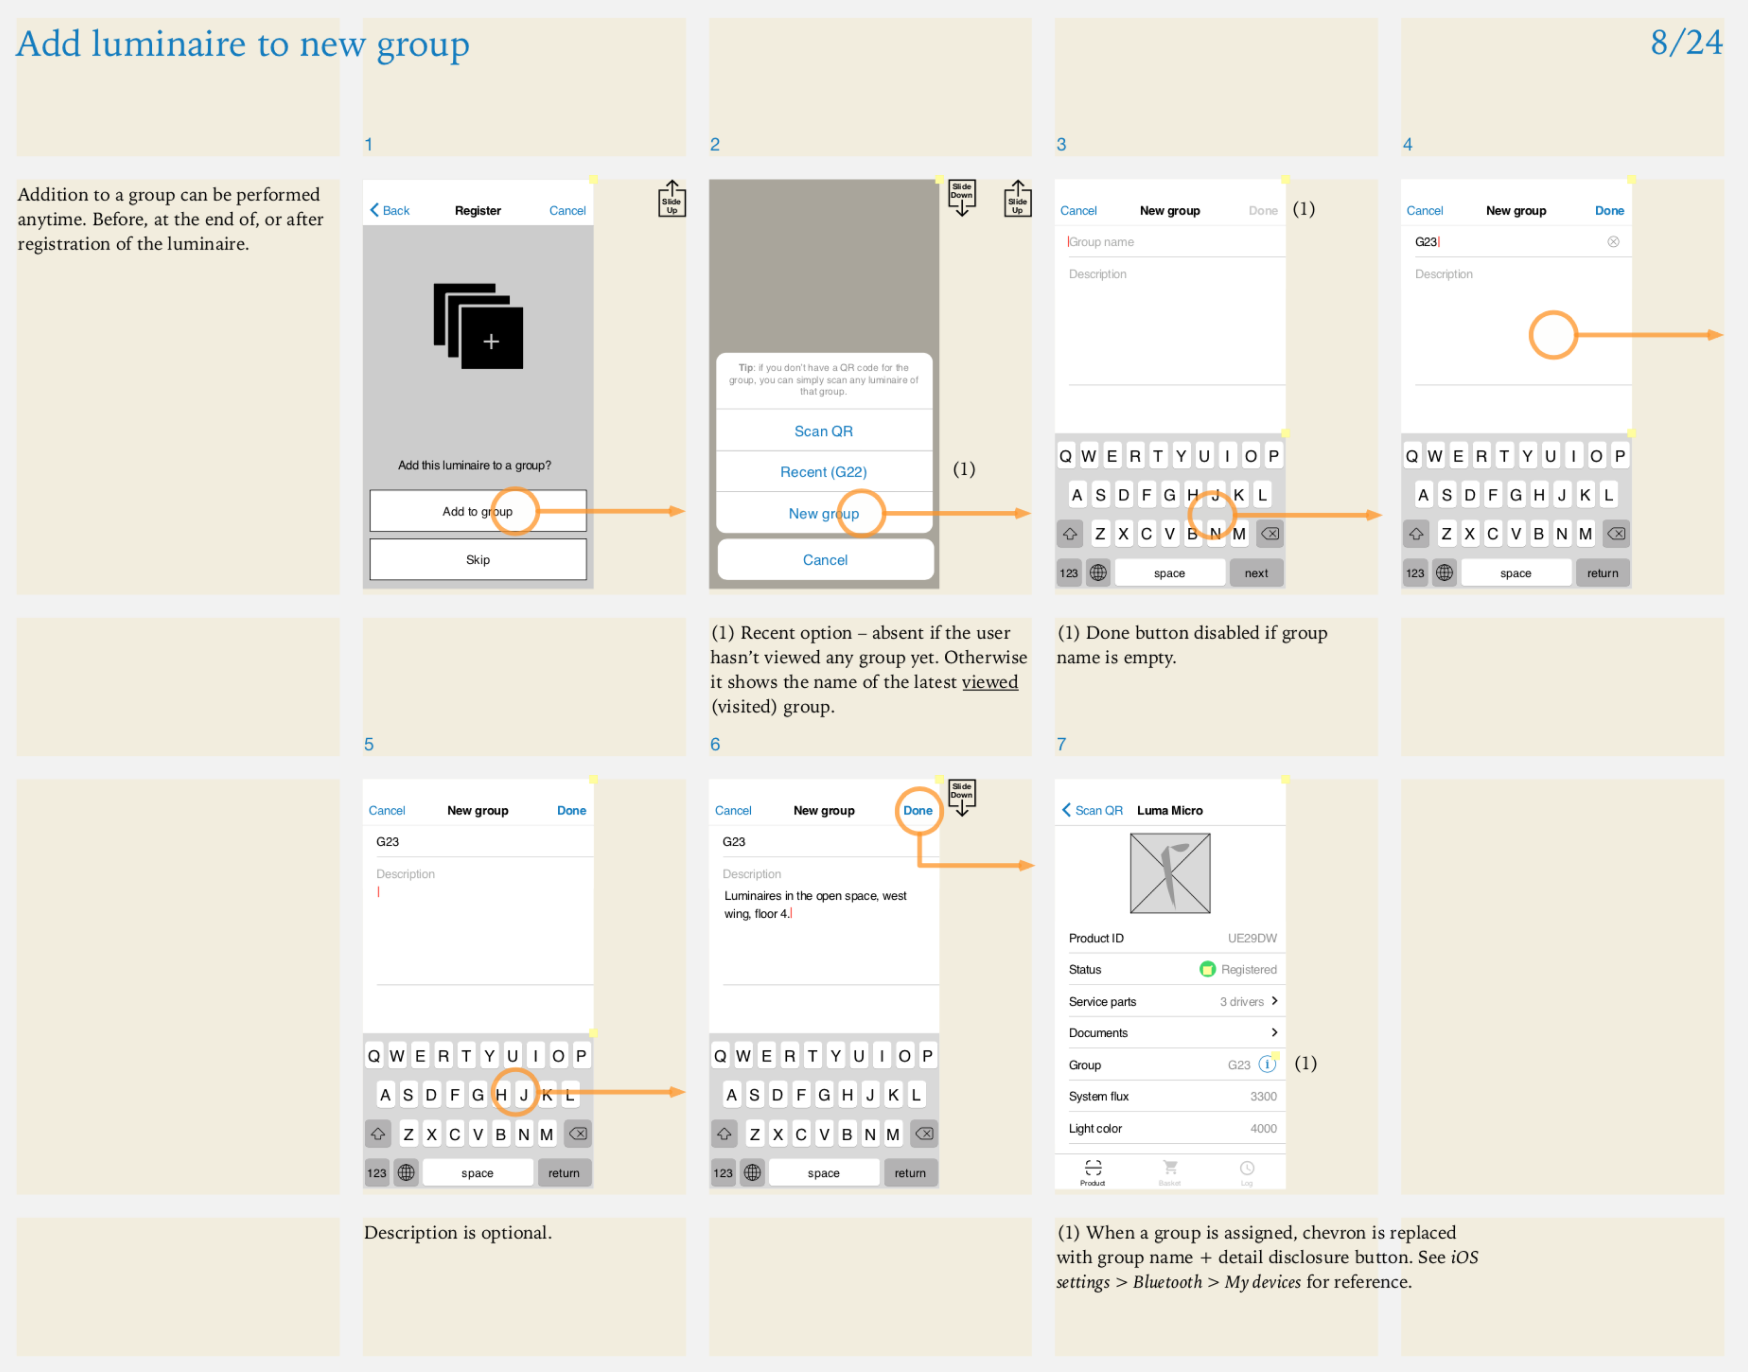 Add luminaire to new group
8/24
1
2
3
4
Addition to a group can be performed
anytime. Before, at the end of, or after
registration of the luminaire.
Back
Register
Cancel
Slide
Up
Add this luminaire to a group?
Add to group
Skip
Slide
Down
Slide
Up
Tip: if you don't have a QR code for the
group, you can simply scan any luminaire of
that group.
Scan QR
Recent (G22)
(1)
New group
Cancel
Cancel
New group
Done
(1)
Group name
Description
Q W E R T Y U I O P
A S D F G H J K L
Z X C V B N M
123
space
next
Cancel
New group
Done
G23
Description
Q W E R T Y U I O P
A S D F G H J K L
Z X C V B N M
123
space
return
(1) Recent option – absent if the user
hasn't viewed any group yet. Otherwise
it shows the name of the latest viewed
(visited) group.
(1) Done button disabled if group
name is empty.
5
6
7
Cancel
New group
Done
G23
Description
Q W E R T Y U I O P
A S D F G H J K L
Z X C V B N M
123
space
return
Cancel
New group
Done
Slide
Down
G23
Description
Luminaires in the open space, west
wing, floor 4.
Q W E R T Y U I O P
A S D F G H J K L
Z X C V B N M
123
space
return
Scan QR
Luma Micro
Product ID
UE29DW
Status
Registered
Service parts
3 drivers
Documents
Group
G23
i
(1)
System flux
3300
Light color
4000
Product
Basket
Log
Description is optional.
(1) When a group is assigned, chevron is replaced
with group name + detail disclosure button. See iOS
settings > Bluetooth > My devices for reference.